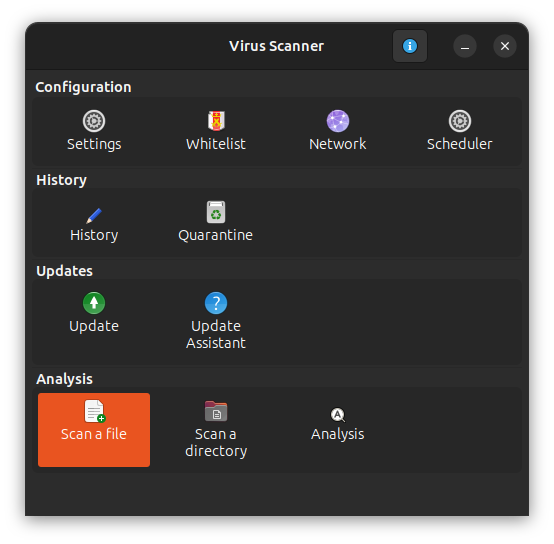 Virus Scanner
Configuration
Settings
Whitelist
Network
Scheduler
History
History
Quarantine
Updates
Update
Update
Assistant
Analysis
Scan a file
Scan a
directory
Analysis